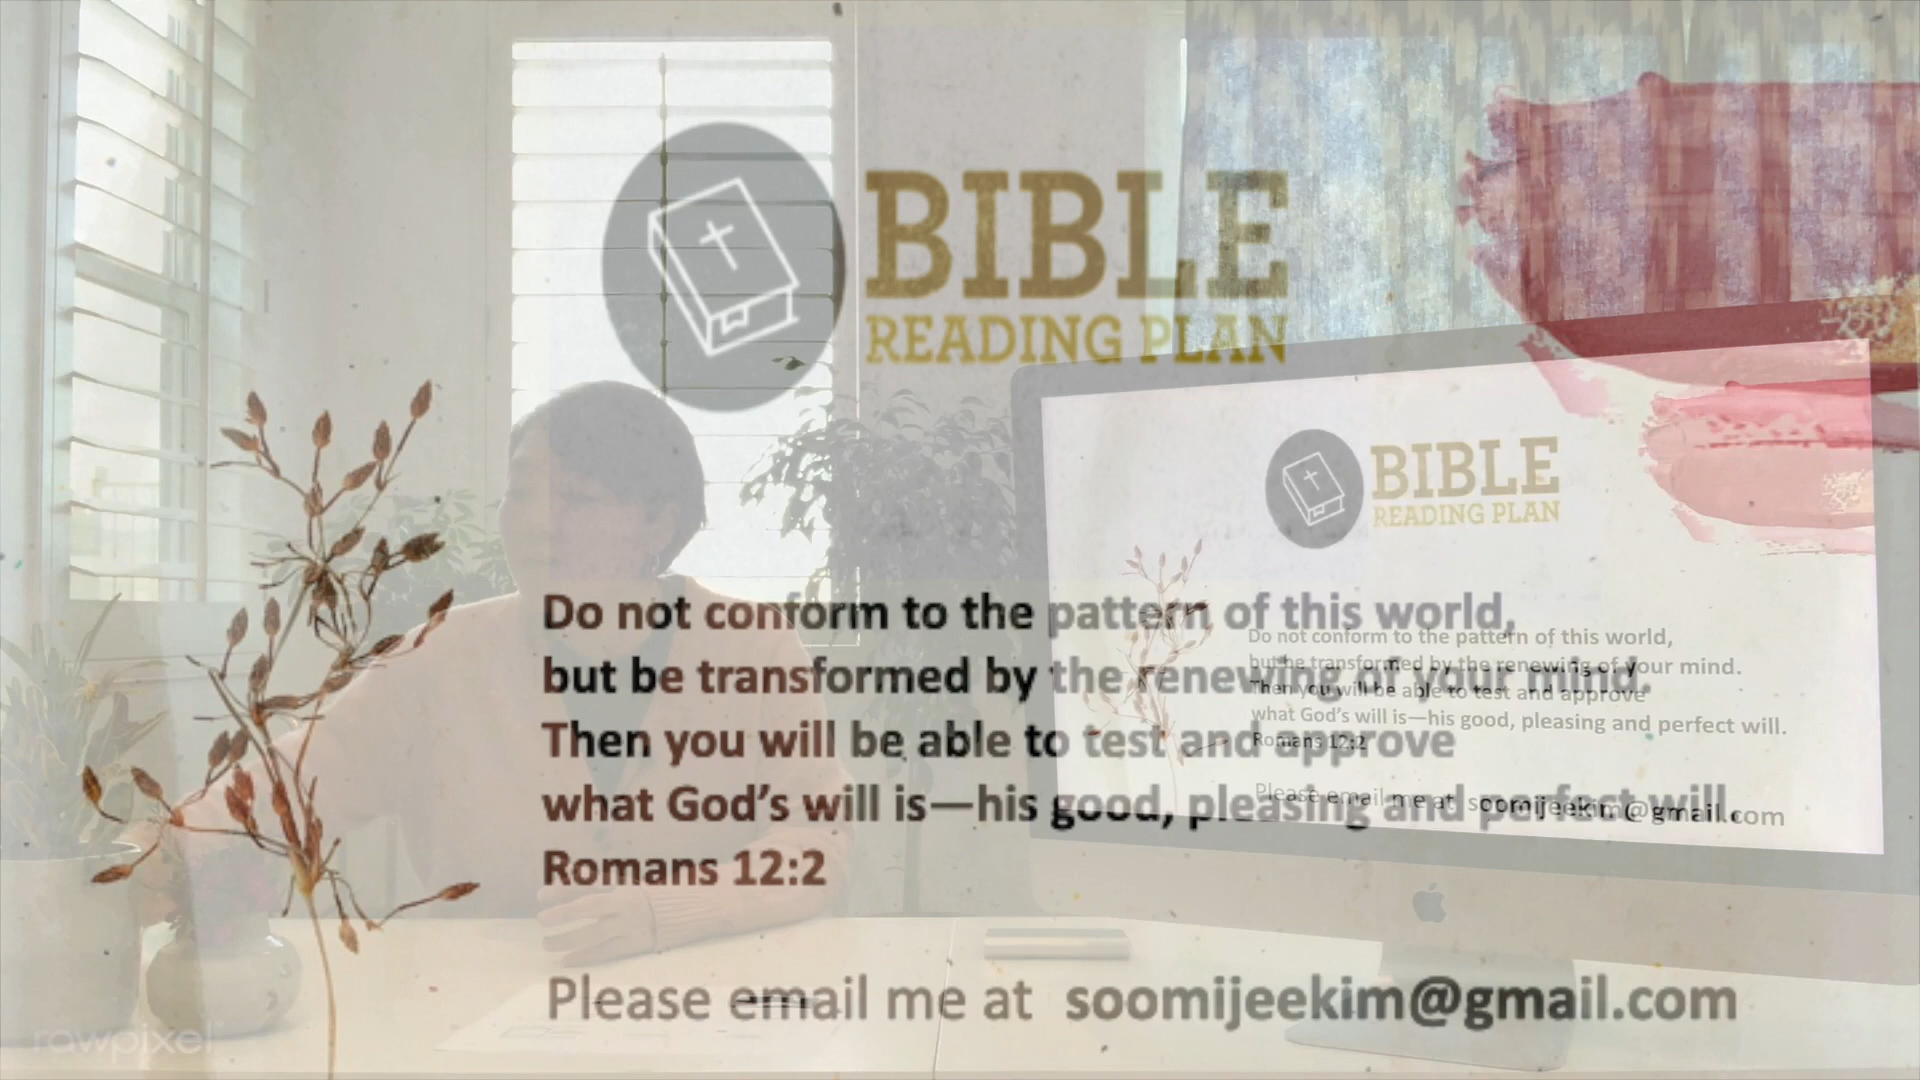 BIBLE
READING PLAN
Do not conform to the pattern of this world,
but be transformed by the renewing of your mind.
Then you will be able to test and approve
what God's will is—his good, pleasing and perfect will.
Romans 12:2
Please email me at soomijeekim@gmail.com
BIBLE
READING PLAN
Do not conform to the pattern of this world,
but be transformed by the renewing of your mind.
Then you will be able to test and approve
what God's will is—his good, pleasing and perfect will.
Romans 12:2
Please email me at soomijeekim@gmail.com
rawpixel